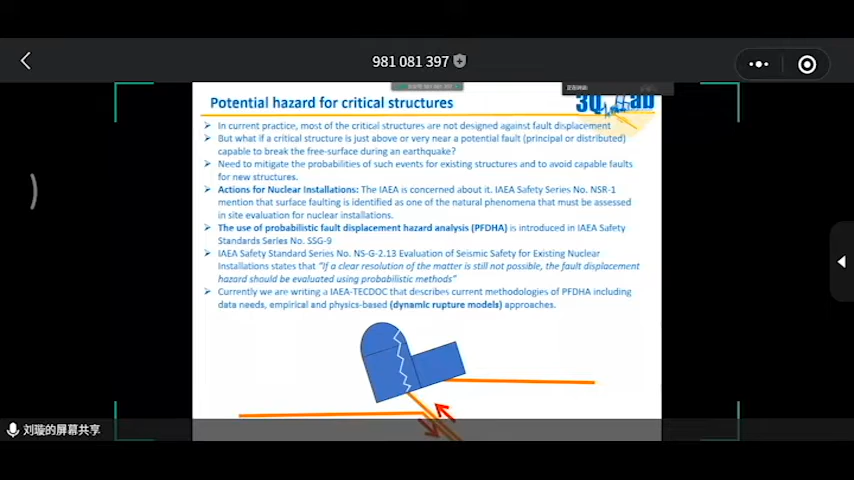 981 081 397
Potential hazard for critical structures
In current practice, most of the critical structures are not designed against fault displacement
But what if a critical structure is just above or very near a potential fault (principal or distributed)
capable to break the free-surface during an earthquake?
Need to mitigate the probabilities of such events for existing structures and to avoid capable faults
for new structures.
Actions for Nuclear Installations: The IAEA is concerned about it. IAEA Safety Series No. NSR-1
mention that surface faulting is identified as one of the natural phenomena that must be assessed
in site evaluation for nuclear installations.
The use of probabilistic fault displacement hazard analysis (PFDHA) is introduced in IAEA Safety
Standards Series No. SSG-9
IAEA Safety Standard Series No. NS-G-2.13 Evaluation of Seismic Safety for Existing Nuclear
Installations states that "If a clear resolution of the matter is still not possible, the fault displacement
hazard should be evaluated using probabilistic methods"
Currently we are writing a IAEA-TECDOC that describes current methodologies of PFDHA including
data needs, empirical and physics-based (dynamic rupture models) approaches.
刘璇的屏幕共享